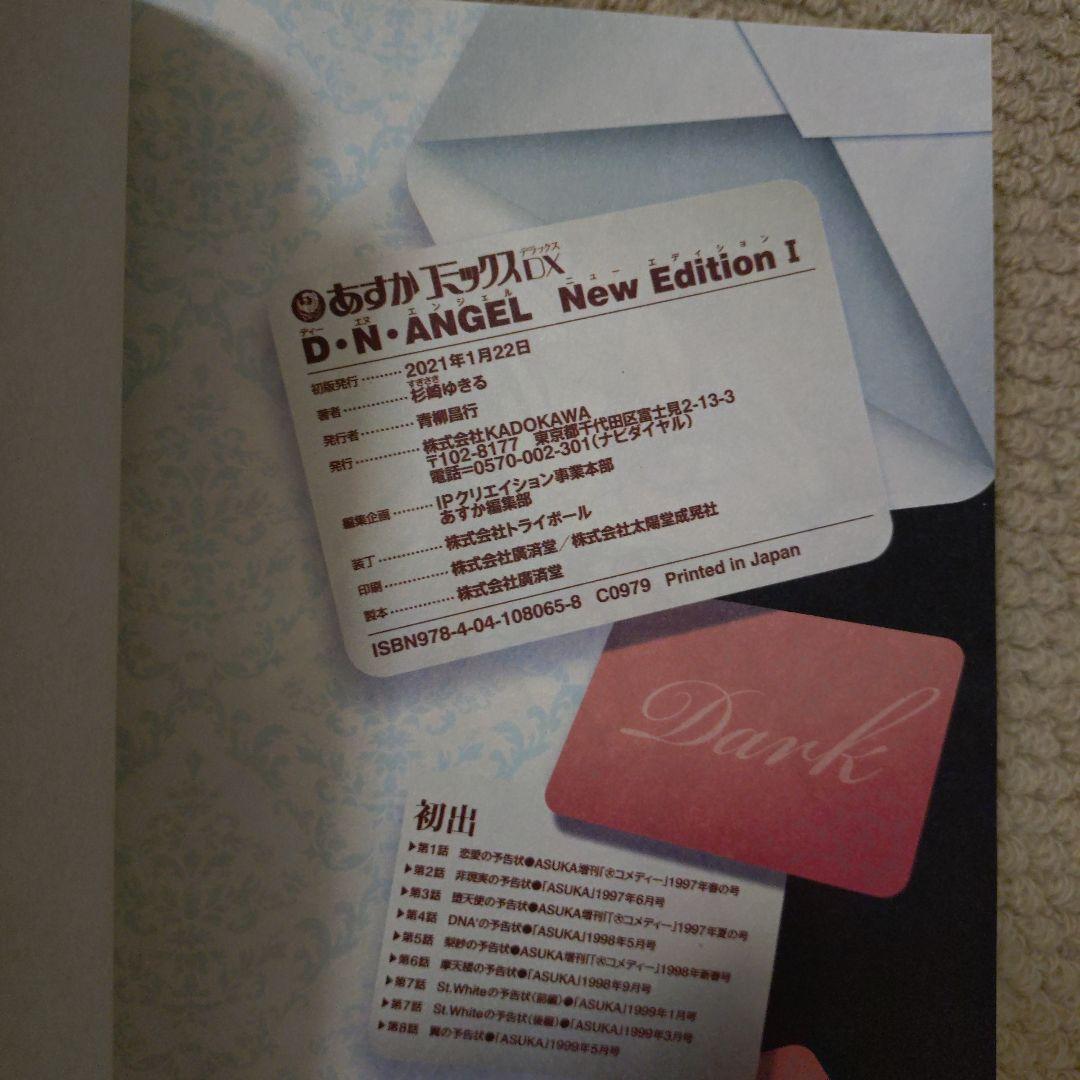 あすかコミックスDX
デラックス
ディー エヌ エンジェル ニュー エディション
D・N・ANGEL New Edition I
初版発行………2021年1月22日
すぎさき
著者…………杉崎ゆきる
発行者…………青柳昌行
発行…………株式会社KADOKAWA
〒102-8177 東京都千代田区富士見2-13-3
電話=0570-002-301(ナビダイヤル)
編集企画………IPクリエイション事業本部
あすか編集部
装丁…………株式会社トライボール
印刷…………株式会社廣済堂/株式会社太陽堂成晃社
製本…………株式会社廣済堂
ISBN978-4-04-108065-8 C0979 Printed in Japan
Dark
初出
▶第1話 恋愛の予告状●ASUKA増刊「㊛コメディー」1997年春の号
▶第2話 非現実の予告状●「ASUKA」1997年6月号
▶第3話 堕天使の予告状●ASUKA増刊「㊛コメディー」1997年夏の号
▶第4話 DNA'の予告状●「ASUKA」1998年5月号
▶第5話 梨紗の予告状●ASUKA増刊「㊛コメディー」1998年新春号
▶第6話 摩天楼の予告状●「ASUKA」1998年9月号
▶第7話 St.Whiteの予告状(前編)●「ASUKA」1999年1月号
▶第7話 St.Whiteの予告状(後編)●「ASUKA」1999年3月号
▶第8話 翼の予告状●「ASUKA」1999年5月号